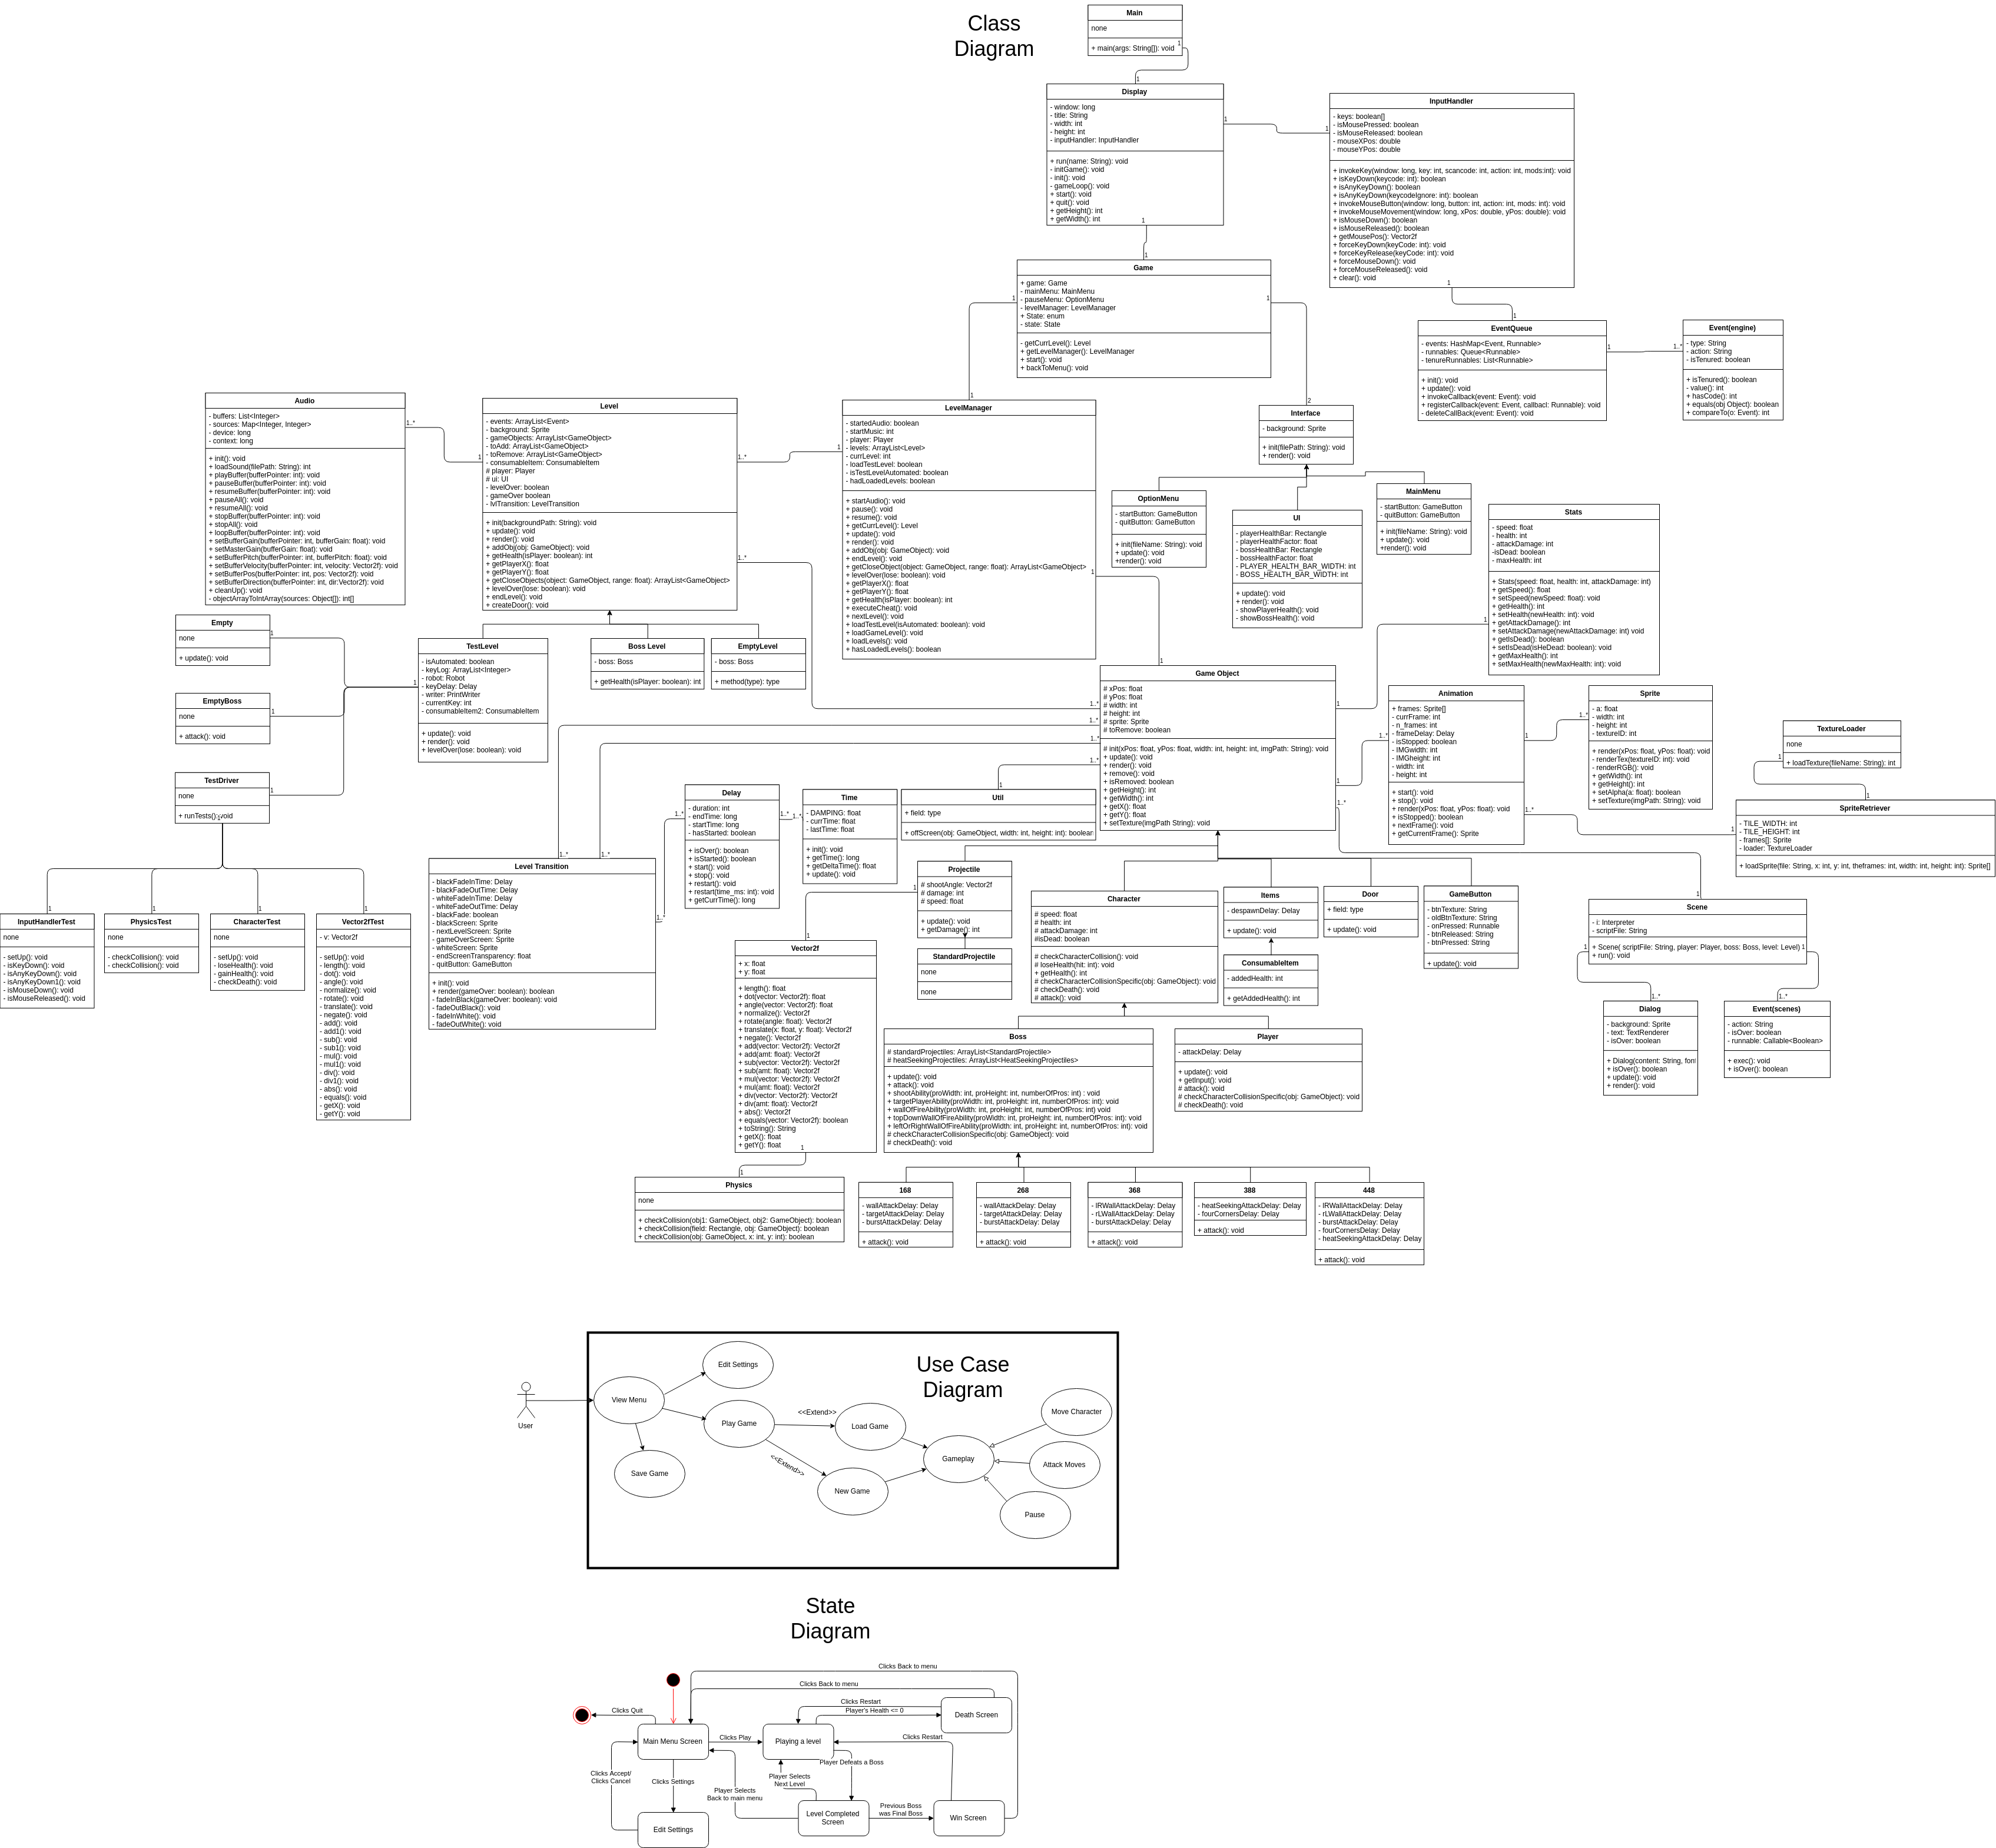 Class
Diagram
Main
none
+ main(args: String[]): void
1
1
Display
- window: long
- title: String
- width: int
- height: int
- inputHandler: InputHandler
+ run(name: String): void
- initGame(): void
- init(): void
- gameLoop(): void
+ start(): void
+ quit(): void
+ getHeight(): int
+ getWidth(): int
1
1
1
1
InputHandler
- keys: boolean[]
- isMousePressed: boolean
- isMouseReleased: boolean
- mouseXPos: double
- mouseYPos: double
+ invokeKey(window: long, key: int, scancode: int, action: int, mods:int): void
+ isKeyDown(keycode: int): boolean
+ isAnyKeyDown(): boolean
+ isAnyKeyDown(keycodeIgnore: int): boolean
+ invokeMouseButton(window: long, button: int, action: int, mods: int): void
+ invokeMouseMovement(window: long, xPos: double, yPos: double): void
+ isMouseDown(): boolean
+ isMouseReleased(): boolean
+ getMousePos(): Vector2f
+ forceKeyDown(keyCode: int): void
+ forceKeyRelease(keyCode: int): void
+ forceMouseDown(): void
+ forceMouseReleased(): void
+ clear(): void
1
1
Game
+ game: Game
- mainMenu: MainMenu
- pauseMenu: OptionMenu
- levelManager: LevelManager
+ State: enum
- state: State
- getCurrLevel(): Level
+ getLevelManager(): LevelManager
+ start(): void
+ backToMenu(): void
1
1
1
2
EventQueue
- events: HashMap<Event, Runnable>
- runnables: Queue<Runnable>
- tenureRunnables: List<Runnable>
+ init(): void
+ update(): void
+ invokeCallback(event: Event): void
+ registerCallback(event: Event, callbacl: Runnable): void
- deleteCallBack(event: Event): void
1
1..*
Event(engine)
- type: String
- action: String
- isTenured: boolean
+ isTenured(): boolean
- value(): int
+ hasCode(): int
+ equals(obj Object): boolean
+ compareTo(o: Event): int
Audio
- buffers: List<Integer>
- sources: Map<Integer, Integer>
- device: long
- context: long
+ init(): void
+ loadSound(filePath: String): int
+ playBuffer(bufferPointer: int): void
+ pauseBuffer(bufferPointer: int): void
+ resumeBuffer(bufferPointer: int): void
+ pauseAll(): void
+ resumeAll(): void
+ stopBuffer(bufferPointer: int): void
+ stopAll(): void
+ loopBuffer(bufferPointer: int): void
+ setBufferGain(bufferPointer: int, bufferGain: float): void
+ setMasterGain(bufferGain: float): void
+ setBufferPitch(bufferPointer: int, bufferPitch: float): void
+ setBufferVelocity(bufferPointer: int, velocity: Vector2f): void
+ setBufferPos(bufferPointer: int, pos: Vector2f): void
+ setBufferDirection(bufferPointer: int, dir:Vector2f): void
+ cleanUp(): void
- objectArrayToIntArray(sources: Object[]): int[]
1..*
1
Level
- events: ArrayList<Event>
- background: Sprite
- gameObjects: ArrayList<GameObject>
- toAdd: ArrayList<GameObject>
- toRemove: ArrayList<GameObject>
- consumableItem: ConsumableItem
# player: Player
# ui: UI
- levelOver: boolean
- gameOver boolean
- lvlTransition: LevelTransition
+ init(backgroundPath: String): void
+ update(): void
+ render(): void
+ addObj(obj: GameObject): void
+ getHealth(isPlayer: boolean): int
+ getPlayerX(): float
+ getPlayerY(): float
+ getCloseObjects(object: GameObject, range: float): ArrayList<GameObject>
+ levelOver(lose: boolean): void
+ endLevel(): void
+ createDoor(): void
1..*
1
1..*
1..*
LevelManager
- startedAudio: boolean
- startMusic: int
- player: Player
- levels: ArrayList<Level>
- currLevel: int
- loadTestLevel: boolean
- isTestLevelAutomated: boolean
- hadLoadedLevels: boolean
+ startAudio(): void
+ pause(): void
+ resume(): void
+ getCurrLevel(): Level
+ update(): void
+ render(): void
+ addObj(obj: GameObject): void
+ endLevel(): void
+ getCloseObject(object: GameObject, range: float): ArrayList<GameObject>
+ levelOver(lose: boolean): void
+ getPlayerX(): float
+ getPlayerY(): float
+ getHealth(isPlayer: boolean): int
+ executeCheat(): void
+ nextLevel(): void
+ loadTestLevel(isAutomated: boolean): void
+ loadGameLevel(): void
+ loadLevels(): void
+ hasLoadedLevels(): boolean
1
1
Interface
- background: Sprite
+ init(filePath: String): void
+ render(): void
OptionMenu
- startButton: GameButton
- quitButton: GameButton
+ init(fileName: String): void
+ update(): void
+render(): void
UI
- playerHealthBar: Rectangle
- playerHealthFactor: float
- bossHealthBar: Rectangle
- bossHealthFactor: float
- PLAYER_HEALTH_BAR_WIDTH: int
- BOSS_HEALTH_BAR_WIDTH: int
+ update(): void
+ render(): void
- showPlayerHealth(): void
- showBossHealth(): void
MainMenu
- startButton: GameButton
- quitButton: GameButton
+ init(fileName: String): void
+ update(): void
+render(): void
Stats
- speed: float
- health: int
- attackDamage: int
-isDead: boolean
- maxHealth: int
+ Stats(speed: float, health: int, attackDamage: int)
+ getSpeed(): float
+ setSpeed(newSpeed: float): void
+ getHealth(): int
+ setHealth(newHealth: int): void
+ getAttackDamage(): int
+ setAttackDamage(newAttackDamage: int) void
+ getIsDead(): boolean
+ setIsDead(isHeDead: boolean): void
+ getMaxHealth(): int
+ setMaxHealth(newMaxHealth: int): void
1
1
Empty
none
+ update(): void
1
EmptyBoss
none
+ attack(): void
1
TestDriver
none
+ runTests(): void
1
1
TestLevel
- isAutomated: boolean
- keyLog: ArrayList<Integer>
- robot: Robot
- keyDelay: Delay
- writer: PrintWriter
- currentKey: int
- consumableItem2: ConsumableItem
+ update(): void
+ render(): void
+ levelOver(lose: boolean): void
1
Boss Level
- boss: Boss
+ getHealth(isPlayer: boolean): int
EmptyLevel
- boss: Boss
+ method(type): type
Game Object
# xPos: float
# yPos: float
# width: int
# height: int
# sprite: Sprite
# toRemove: boolean
# init(xPos: float, yPos: float, width: int, height: int, imgPath: String): void
+ update(): void
+ render(): void
+ remove(): void
+ isRemoved: boolean
+ getHeight(): int
+ getWidth(): int
+ getX(): float
+ getY(): float
+ setTexture(imgPath String): void
1..*
1..*
1..*
1
1..*
1..*
Animation
+ frames: Sprite[]
- currFrame: int
- n_frames: int
- frameDelay: Delay
- isStopped: boolean
- IMGwidth: int
- IMGheight: int
- width: int
- height: int
+ start(): void
+ stop(): void
+ render(xPos: float, yPos: float): void
+ isStopped(): boolean
+ nextFrame(): void
+ getCurrentFrame(): Sprite
1
1..*
1..*
1
Sprite
- a: float
- width: int
- height: int
- textureID: int
+ render(xPos: float, yPos: float): void
- renderTex(textureID: int): void
- renderRGB(): void
+ getWidth(): int
+ getHeight(): int
+ setAlpha(a: float): boolean
+ setTexture(imgPath: String): void
TextureLoader
none
+ loadTexture(fileName: String): int
1
1
SpriteRetriever
- TILE_WIDTH: int
- TILE_HEIGHT: int
- frames[]: Sprite
- loader: TextureLoader
+ loadSprite(file: String, x: int, y: int, theframes: int, width: int, height: int): Sprite[]
Delay
- duration: int
- endTime: long
- startTime: long
- hasStarted: boolean
+ isOver(): boolean
+ isStarted(): boolean
+ start(): void
+ stop(): void
+ restart(): void
+ restart(time_ms: int): void
+ getCurrTime(): long
1..*
1..*
1
1..*
Time
- DAMPING: float
- currTime: float
- lastTime: float
+ init(): void
+ getTime(): long
+ getDeltaTime(): float
+ update(): void
Util
+ field: type
+ offScreen(obj: GameObject, width: int, height: int): boolean
1
Level Transition
- blackFadeInTime: Delay
- blackFadeOutTime: Delay
- whiteFadeInTime: Delay
- whiteFadeOutTime: Delay
- blackFade: boolean
- blackScreen: Sprite
- nextLevelScreen: Sprite
- gameOverScreen: Sprite
- whiteScreen: Sprite
- endScreenTransparency: float
- quitButton: GameButton
+ init(): void
+ render(gameOver: boolean): boolean
- fadeInBlack(gameOver: boolean): void
- fadeOutBlack(): void
- fadeInWhite(): void
- fadeOutWhite(): void
1..*
1..*
1..*
Projectile
# shootAngle: Vector2f
# damage: int
# speed: float
+ update(): void
+ getDamage(): int
1
1
StandardProjectile
none
none
Character
# speed: float
# health: int
# attackDamage: int
#isDead: boolean
# checkCharacterCollision(): void
# loseHealth(hit: int): void
+ getHealth(): int
# checkCharacterCollisionSpecific(obj: GameObject): void
# checkDeath(): void
# attack(): void
Items
- despawnDelay: Delay
+ update(): void
ConsumableItem
- addedHealth: int
+ getAddedHealth(): int
Door
+ field: type
+ update(): void
GameButton
- btnTexture: String
- oldBtnTexture: String
- onPressed: Runnable
- btnReleased: String
- btnPressed: String
+ update(): void
Scene
- i: Interpreter
- scriptFile: String
+ Scene( scriptFile: String, player: Player, boss: Boss, level: Level)
+ run(): void
1
1
1
1..*
1..*
Dialog
- background: Sprite
- text: TextRenderer
- isOver: boolean
+ Dialog(content: String, font
+ isOver(): boolean
+ update(): void
+ render(): void
Event(scenes)
- action: String
- isOver: boolean
- runnable: Callable<Boolean>
+ exec(): void
+ isOver(): boolean
InputHandlerTest
none
- setUp(): void
- isKeyDown(): void
- isAnyKeyDown(): void
- isAnyKeyDown1(): void
- isMouseDown(): void
- isMouseReleased(): void
1
PhysicsTest
none
- checkCollision(): void
- checkCollision(): void
1
CharacterTest
none
- setUp(): void
- loseHealth(): void
- gainHealth(): void
- checkDeath(): void
1
Vector2fTest
- v: Vector2f
- setUp(): void
- length(): void
- dot(): void
- angle(): void
- normalize(): void
- rotate(): void
- translate(): void
- negate(): void
- add(): void
- add1(): void
- sub(): void
- sub1(): void
- mul(): void
- mul1(): void
- div(): void
- div1(): void
- abs(): void
- equals(): void
- getX(): void
- getY(): void
1
Vector2f
+ x: float
+ y: float
+ length(): float
+ dot(vector: Vector2f): float
+ angle(vector: Vector2f): float
+ normalize(): Vector2f
+ rotate(angle: float): Vector2f
+ translate(x: float, y: float): Vector2f
+ negate(): Vector2f
+ add(vector: Vector2f): Vector2f
+ add(amt: float): Vector2f
+ sub(vector: Vector2f): Vector2f
+ sub(amt: float): Vector2f
+ mul(vector: Vector2f): Vector2f
+ mul(amt: float): Vector2f
+ div(vector: Vector2f): Vector2f
+ div(amt: float): Vector2f
+ abs(): Vector2f
+ equals(vector: Vector2f): boolean
+ toString(): String
+ getX(): float
+ getY(): float
1
1
Physics
none
+ checkCollision(obj1: GameObject, obj2: GameObject): boolean
+ checkCollision(field: Rectangle, obj: GameObject): boolean
+ checkCollision(obj: GameObject, x: int, y: int): boolean
Boss
# standardProjectiles: ArrayList<StandardProjectile>
# heatSeekingProjectiles: ArrayList<HeatSeekingProjectiles>
+ update(): void
+ attack(): void
+ shootAbility(proWidth: int, proHeight: int, numberOfPros: int) : void
+ targetPlayerAbility(proWidth: int, proHeight: int, numberOfPros: int): void
+ wallOfFireAbility(proWidth: int, proHeight: int, numberOfPros: int) void
+ topDownWallOfFireAbility(proWidth: int, proHeight: int, numberOfPros: int): void
+ leftOrRightWallOfFireAbility(proWidth: int, proHeight: int, numberOfPros: int): void
# checkCharacterCollisionSpecific(obj: GameObject): void
# checkDeath(): void
Player
- attackDelay: Delay
+ update(): void
+ getInput(): void
# attack(): void
# checkCharacterCollisionSpecific(obj: GameObject): void
# checkDeath(): void
168
- wallAttackDelay: Delay
- targetAttackDelay: Delay
- burstAttackDelay: Delay
+ attack(): void
268
- wallAttackDelay: Delay
- targetAttackDelay: Delay
- burstAttackDelay: Delay
+ attack(): void
368
- lRWallAttackDelay: Delay
- rLWallAttackDelay: Delay
- burstAttackDelay: Delay
+ attack(): void
388
- heatSeekingAttackDelay: Delay
- fourCornersDelay: Delay
+ attack(): void
448
- lRWallAttackDelay: Delay
- rLWallAttackDelay: Delay
- burstAttackDelay: Delay
- fourCornersDelay: Delay
- heatSeekingAttackDelay: Delay
+ attack(): void
Use Case
Diagram
User
View Menu
Edit Settings
Play Game
Save Game
<<Extend>>
<<Extend>>
Load Game
New Game
Gameplay
Move Character
Attack Moves
Pause
State
Diagram
Clicks Back to menu
Clicks Back to menu
Clicks Restart
Player's Health <= 0
Death Screen
Clicks Quit
Main Menu Screen
Clicks Play
Playing a level
Clicks Restart
Player Defeats a Boss
Clicks Accept/
Clicks Cancel
Clicks Settings
Player Selects
Next Level
Player Selects
Back to main menu
Level Completed
Screen
Previous Boss
was Final Boss
Win Screen
Edit Settings